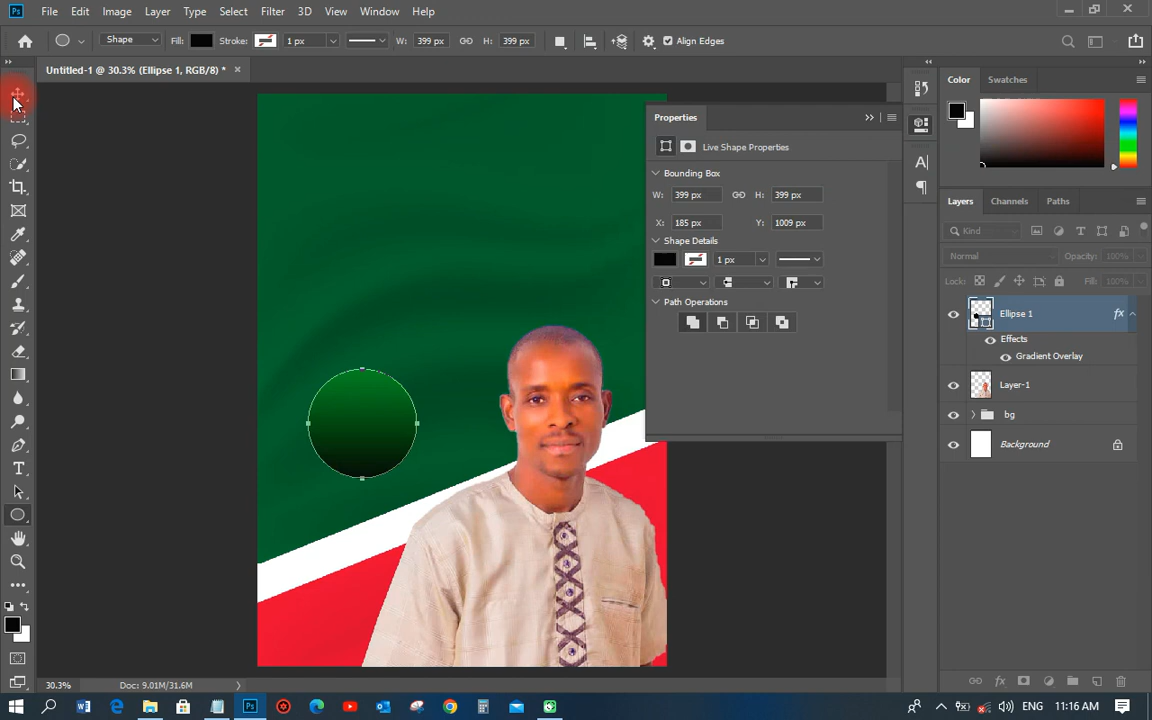 File Edit Image Layer Type Select Filter 3D View Window Help
Shape Fill: Stroke: 1 px W: 399 px H: 399 px Align Edges
Untitled-1 @ 30.3% (Ellipse 1, RGB/8) *
Properties
Live Shape Properties
Bounding Box
W: 399 px H: 399 px
X: 185 px Y: 1009 px
Shape Details
1 px
Path Operations
Color Swatches
Layers Channels Paths
Kind
Normal Opacity: 100%
Lock: Fill: 100%
Ellipse 1 fx
Effects
Gradient Overlay
Layer-1
bg
Background
fx
30.3% Doc: 9.01M/31.6M
ENG 11:16 AM